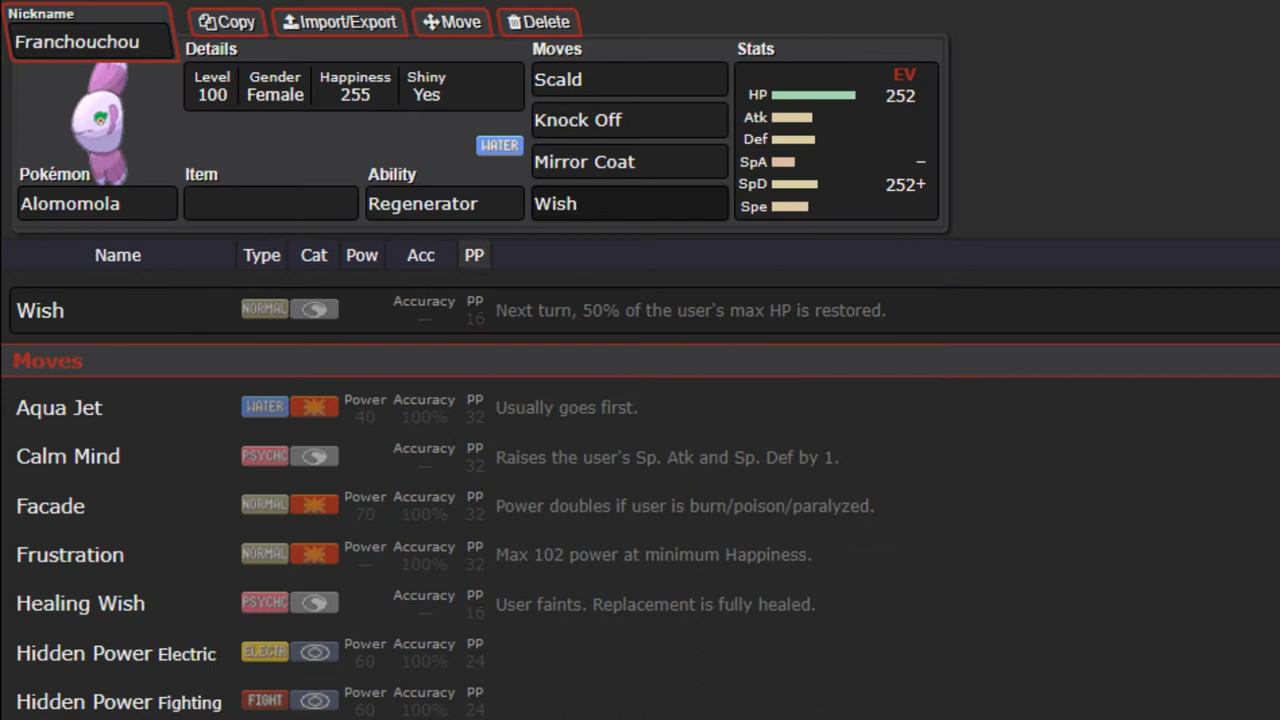 Nickname
Copy Import/Export Move Delete
Franchouchou
Details Moves Stats
Level Gender Happiness Shiny
100 Female 255 Yes
WATER
Pokémon Item Ability
Alomomola Regenerator
Scald
Knock Off
Mirror Coat
Wish
EV
HP 252
Atk
Def
SpA –
SpD 252+
Spe
Name Type Cat Pow Acc PP
Wish NORMAL Accuracy — PP 16 Next turn, 50% of the user's max HP is restored.
Moves
Aqua Jet WATER Power 40 Accuracy 100% PP 32 Usually goes first.
Calm Mind PSYCHC Accuracy — PP 32 Raises the user's Sp. Atk and Sp. Def by 1.
Facade NORMAL Power 70 Accuracy 100% PP 32 Power doubles if user is burn/poison/paralyzed.
Frustration NORMAL Power — Accuracy 100% PP 32 Max 102 power at minimum Happiness.
Healing Wish PSYCHC Accuracy — PP 16 User faints. Replacement is fully healed.
Hidden Power Electric ELECTR Power 60 Accuracy 100% PP 24
Hidden Power Fighting FIGHT Power 60 Accuracy 100% PP 24